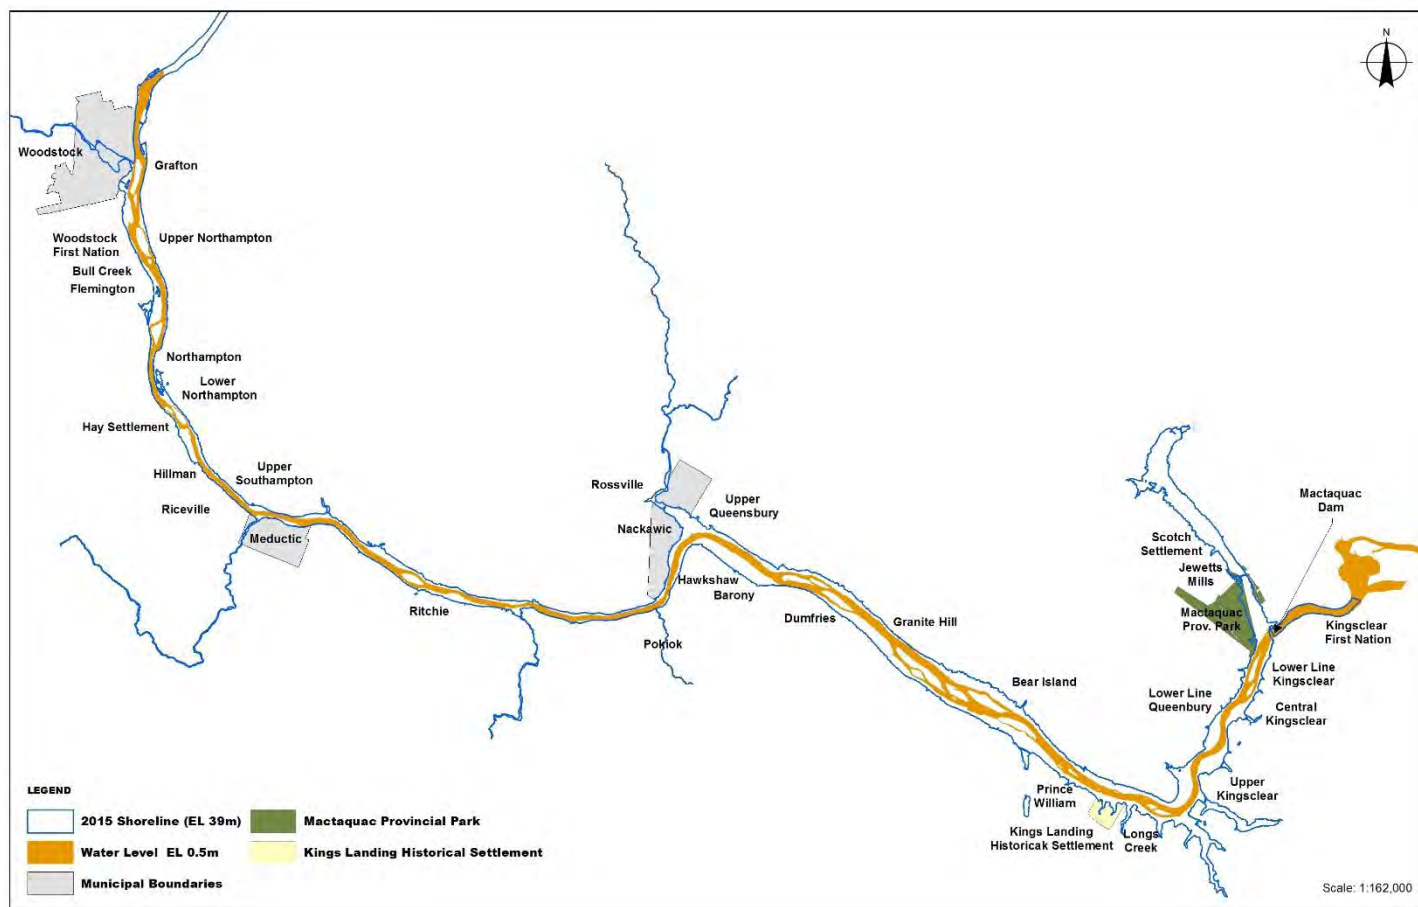 N
Woodstock
Grafton
Woodstock
First Nation
Upper Northampton
Bull Creek
Flemington
Northampton
Lower
Northampton
Hay Settlement
Hillman
Upper
Southampton
Riceville
Meductic
Ritchie
Rossville
Nackawic
Upper
Queensbury
Hawkshaw
Barony
Pokiok
Dumfries
Granite Hill
Bear Island
Scotch
Settlement
Jewetts
Mills
Mactaquac
Prov. Park
Mactaquac
Dam
Kingsclear
First Nation
Lower Line
Kingsclear
Lower Line
Queenbury
Central
Kingsclear
Upper
Kingsclear
Prince
William
Kings Landing
Historicak Settlement
Longs
Creek
LEGEND
2015 Shoreline (EL 39m)
Mactaquac Provincial Park
Water Level EL 0.5m
Kings Landing Historical Settlement
Municipal Boundaries
Scale: 1:162,000